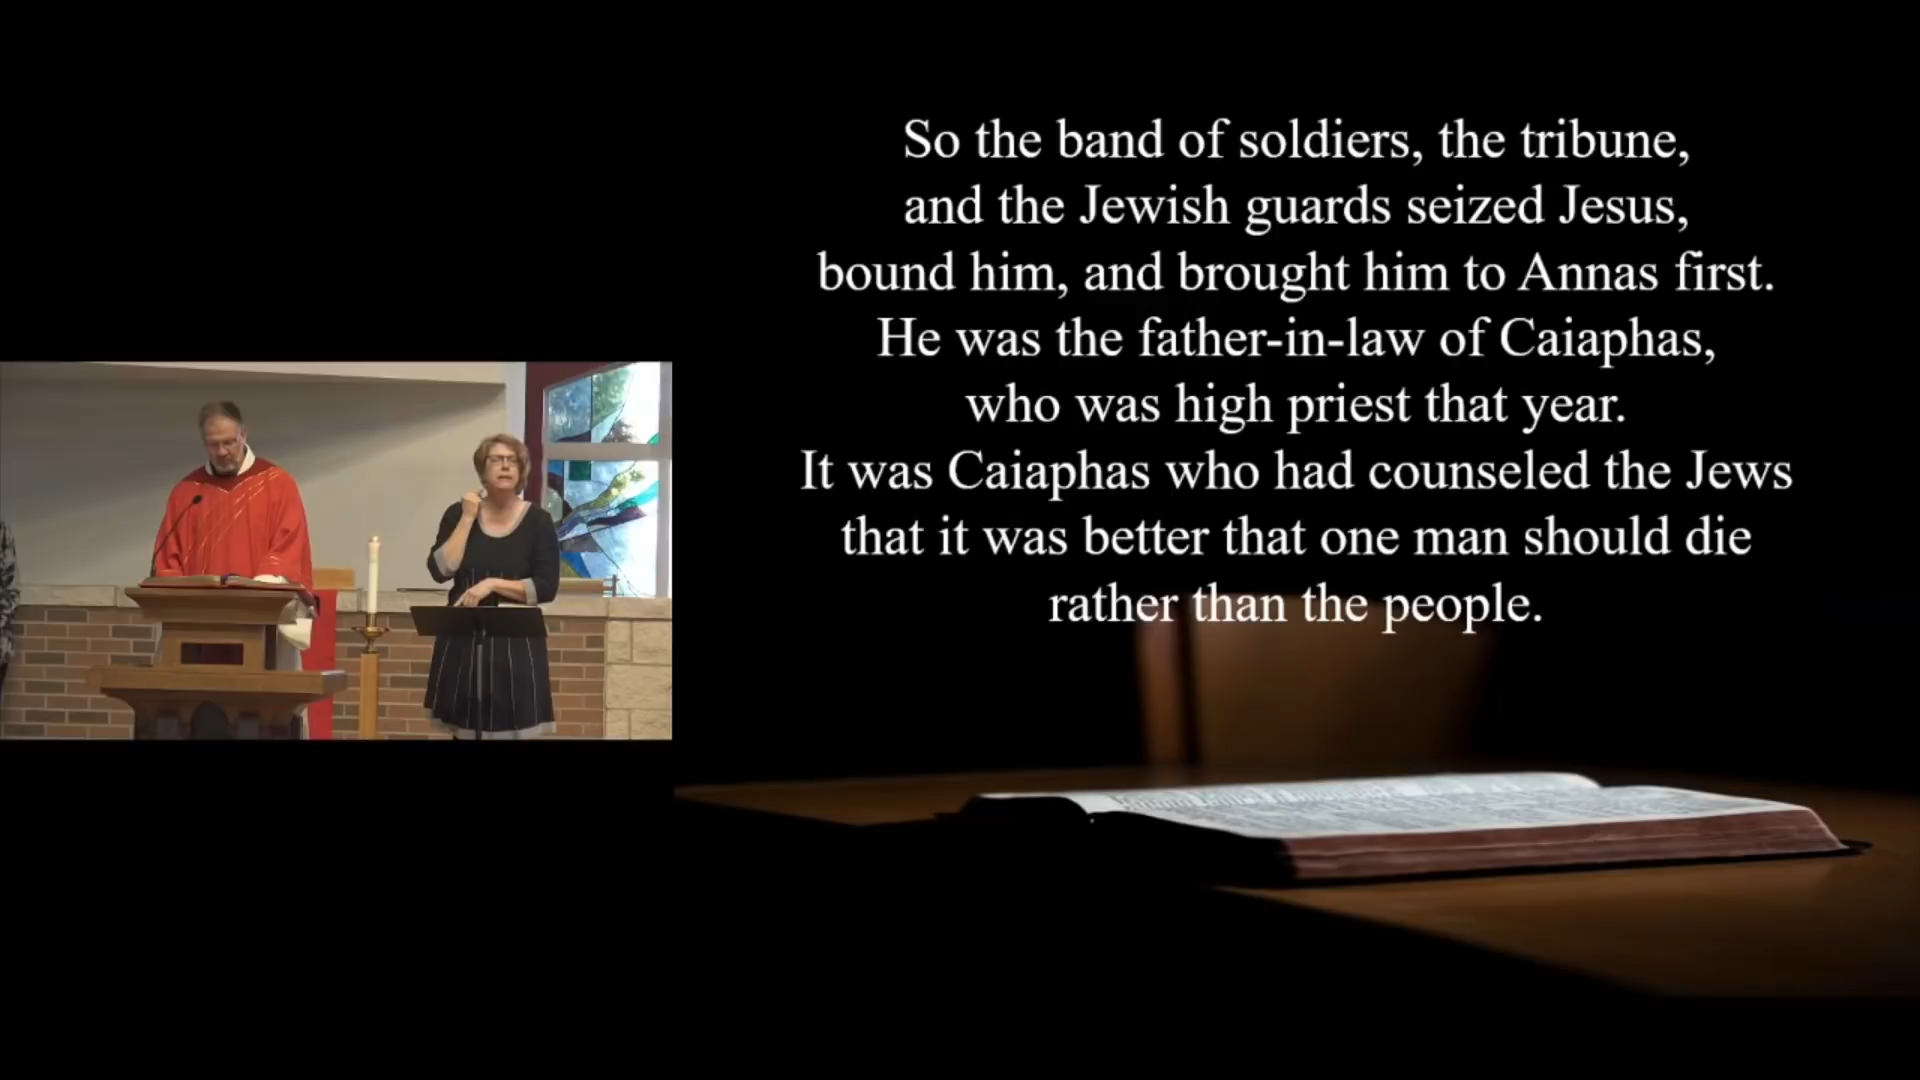 So the band of soldiers, the tribune,
and the Jewish guards seized Jesus,
bound him, and brought him to Annas first.
He was the father-in-law of Caiaphas,
who was high priest that year.
It was Caiaphas who had counseled the Jews
that it was better that one man should die
rather than the people.